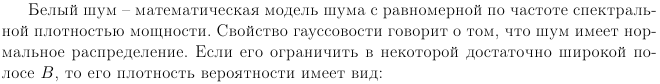 Белый шум – математическая модель шума с равномерной по частоте спектраль-
ной плотностью мощности. Свойство гауссовости говорит о том, что шум имеет нор-
мальное распределение. Если его ограничить в некоторой достаточно широкой по-
лосе B, то его плотность вероятности имеет вид: